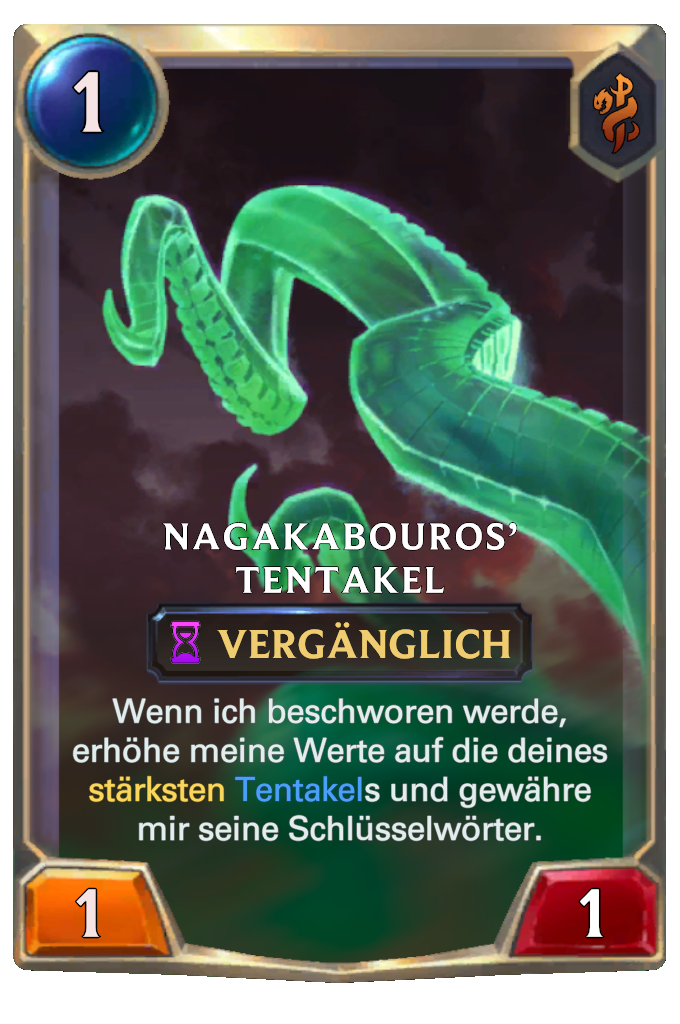 1
NAGAKABOUROS’
TENTAKEL
VERGÄNGLICH
Wenn ich beschworen werde,
erhöhe meine Werte auf die deines
stärksten Tentakels und gewähre
mir seine Schlüsselwörter.
1
1